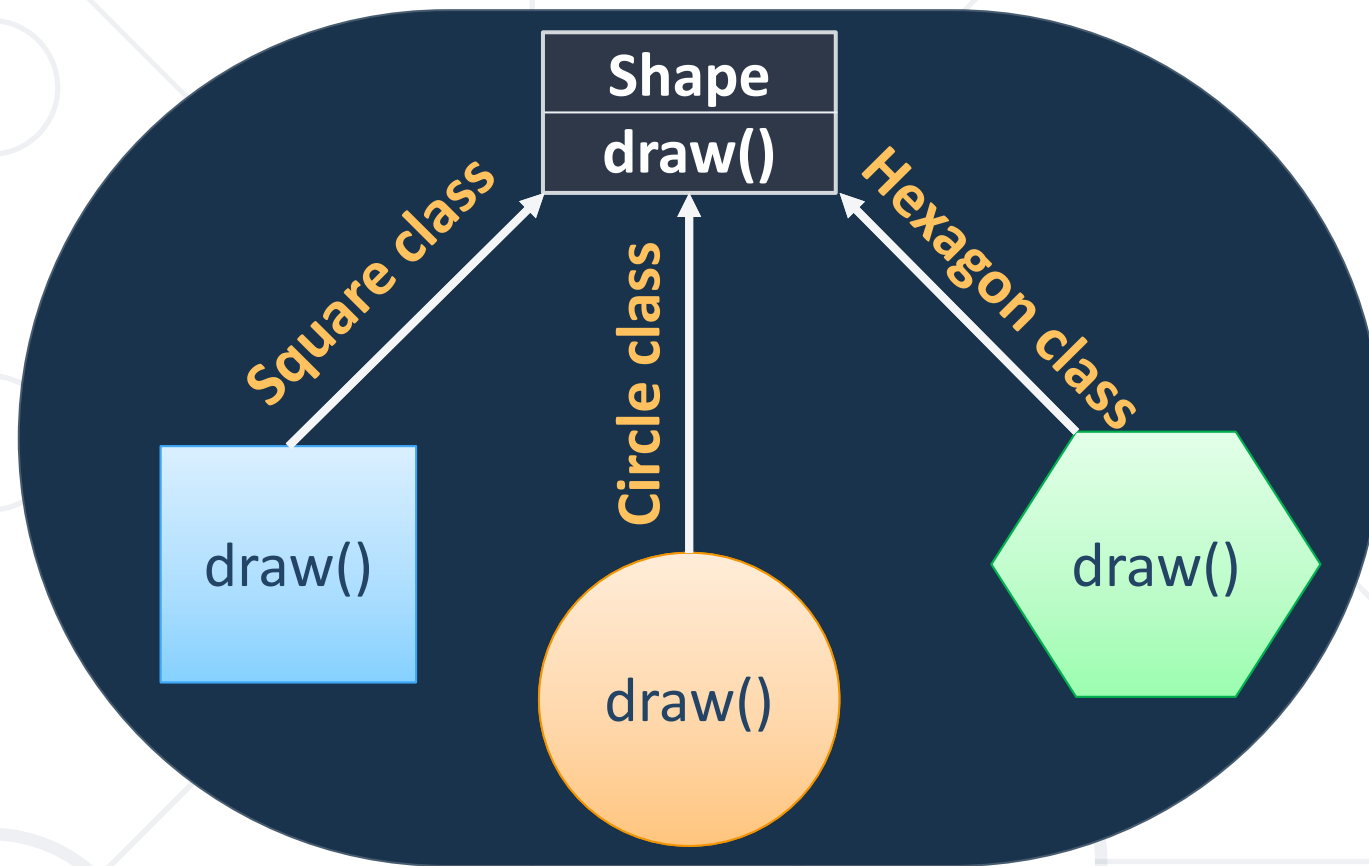 Shape
draw()
Square class
Circle class
Hexagon class
draw()
draw()
draw()